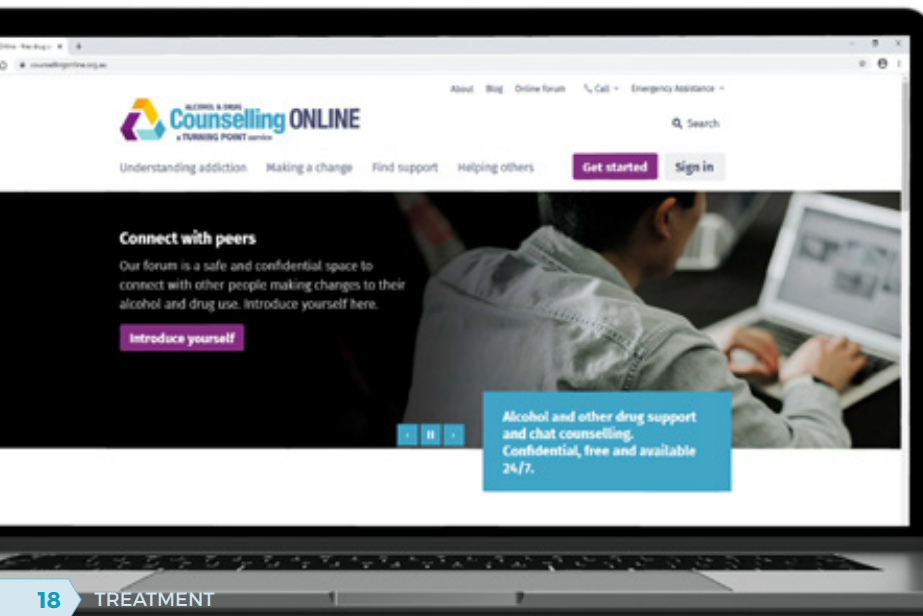 counsellingonline.org.au
About Blog Online forum Call Emergency Assistance
ALCOHOL & DRUG
Counselling ONLINE
a TURNING POINT service
Search
Understanding addiction Making a change Find support Helping others Get started Sign in
Connect with peers
Our forum is a safe and confidential space to
connect with other people making changes to their
alcohol and drug use. Introduce yourself here.
Introduce yourself
Alcohol and other drug support
and chat counselling.
Confidential, free and available
24/7.
18 TREATMENT